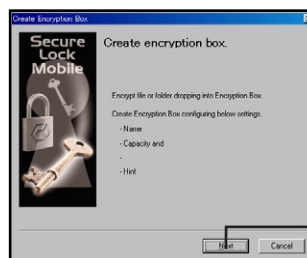 Create Encryption Box
Secure
Lock
Mobile
Create encryption box.
Encrypt file or folder dropping into Encryption Box.
Create Encryption Box configuring below settings.
- Name
- Capacity and
-
- Hint
Next
Cancel